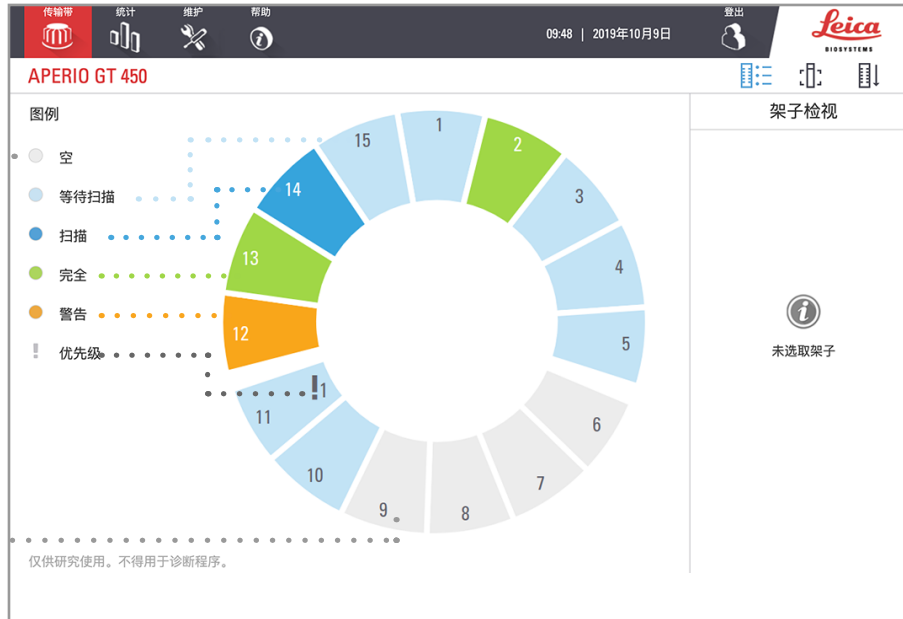 传输带
统计
维护
帮助
09:48 | 2019年10月9日
登出
Leica
BIOSYSTEMS
APERIO GT 450
图例
架子检视
空
等待扫描
扫描
完全
警告
优先级
1
2
3
4
5
6
7
8
9
10
11
!1
12
13
14
15
未选取架子
仅供研究使用。不得用于诊断程序。